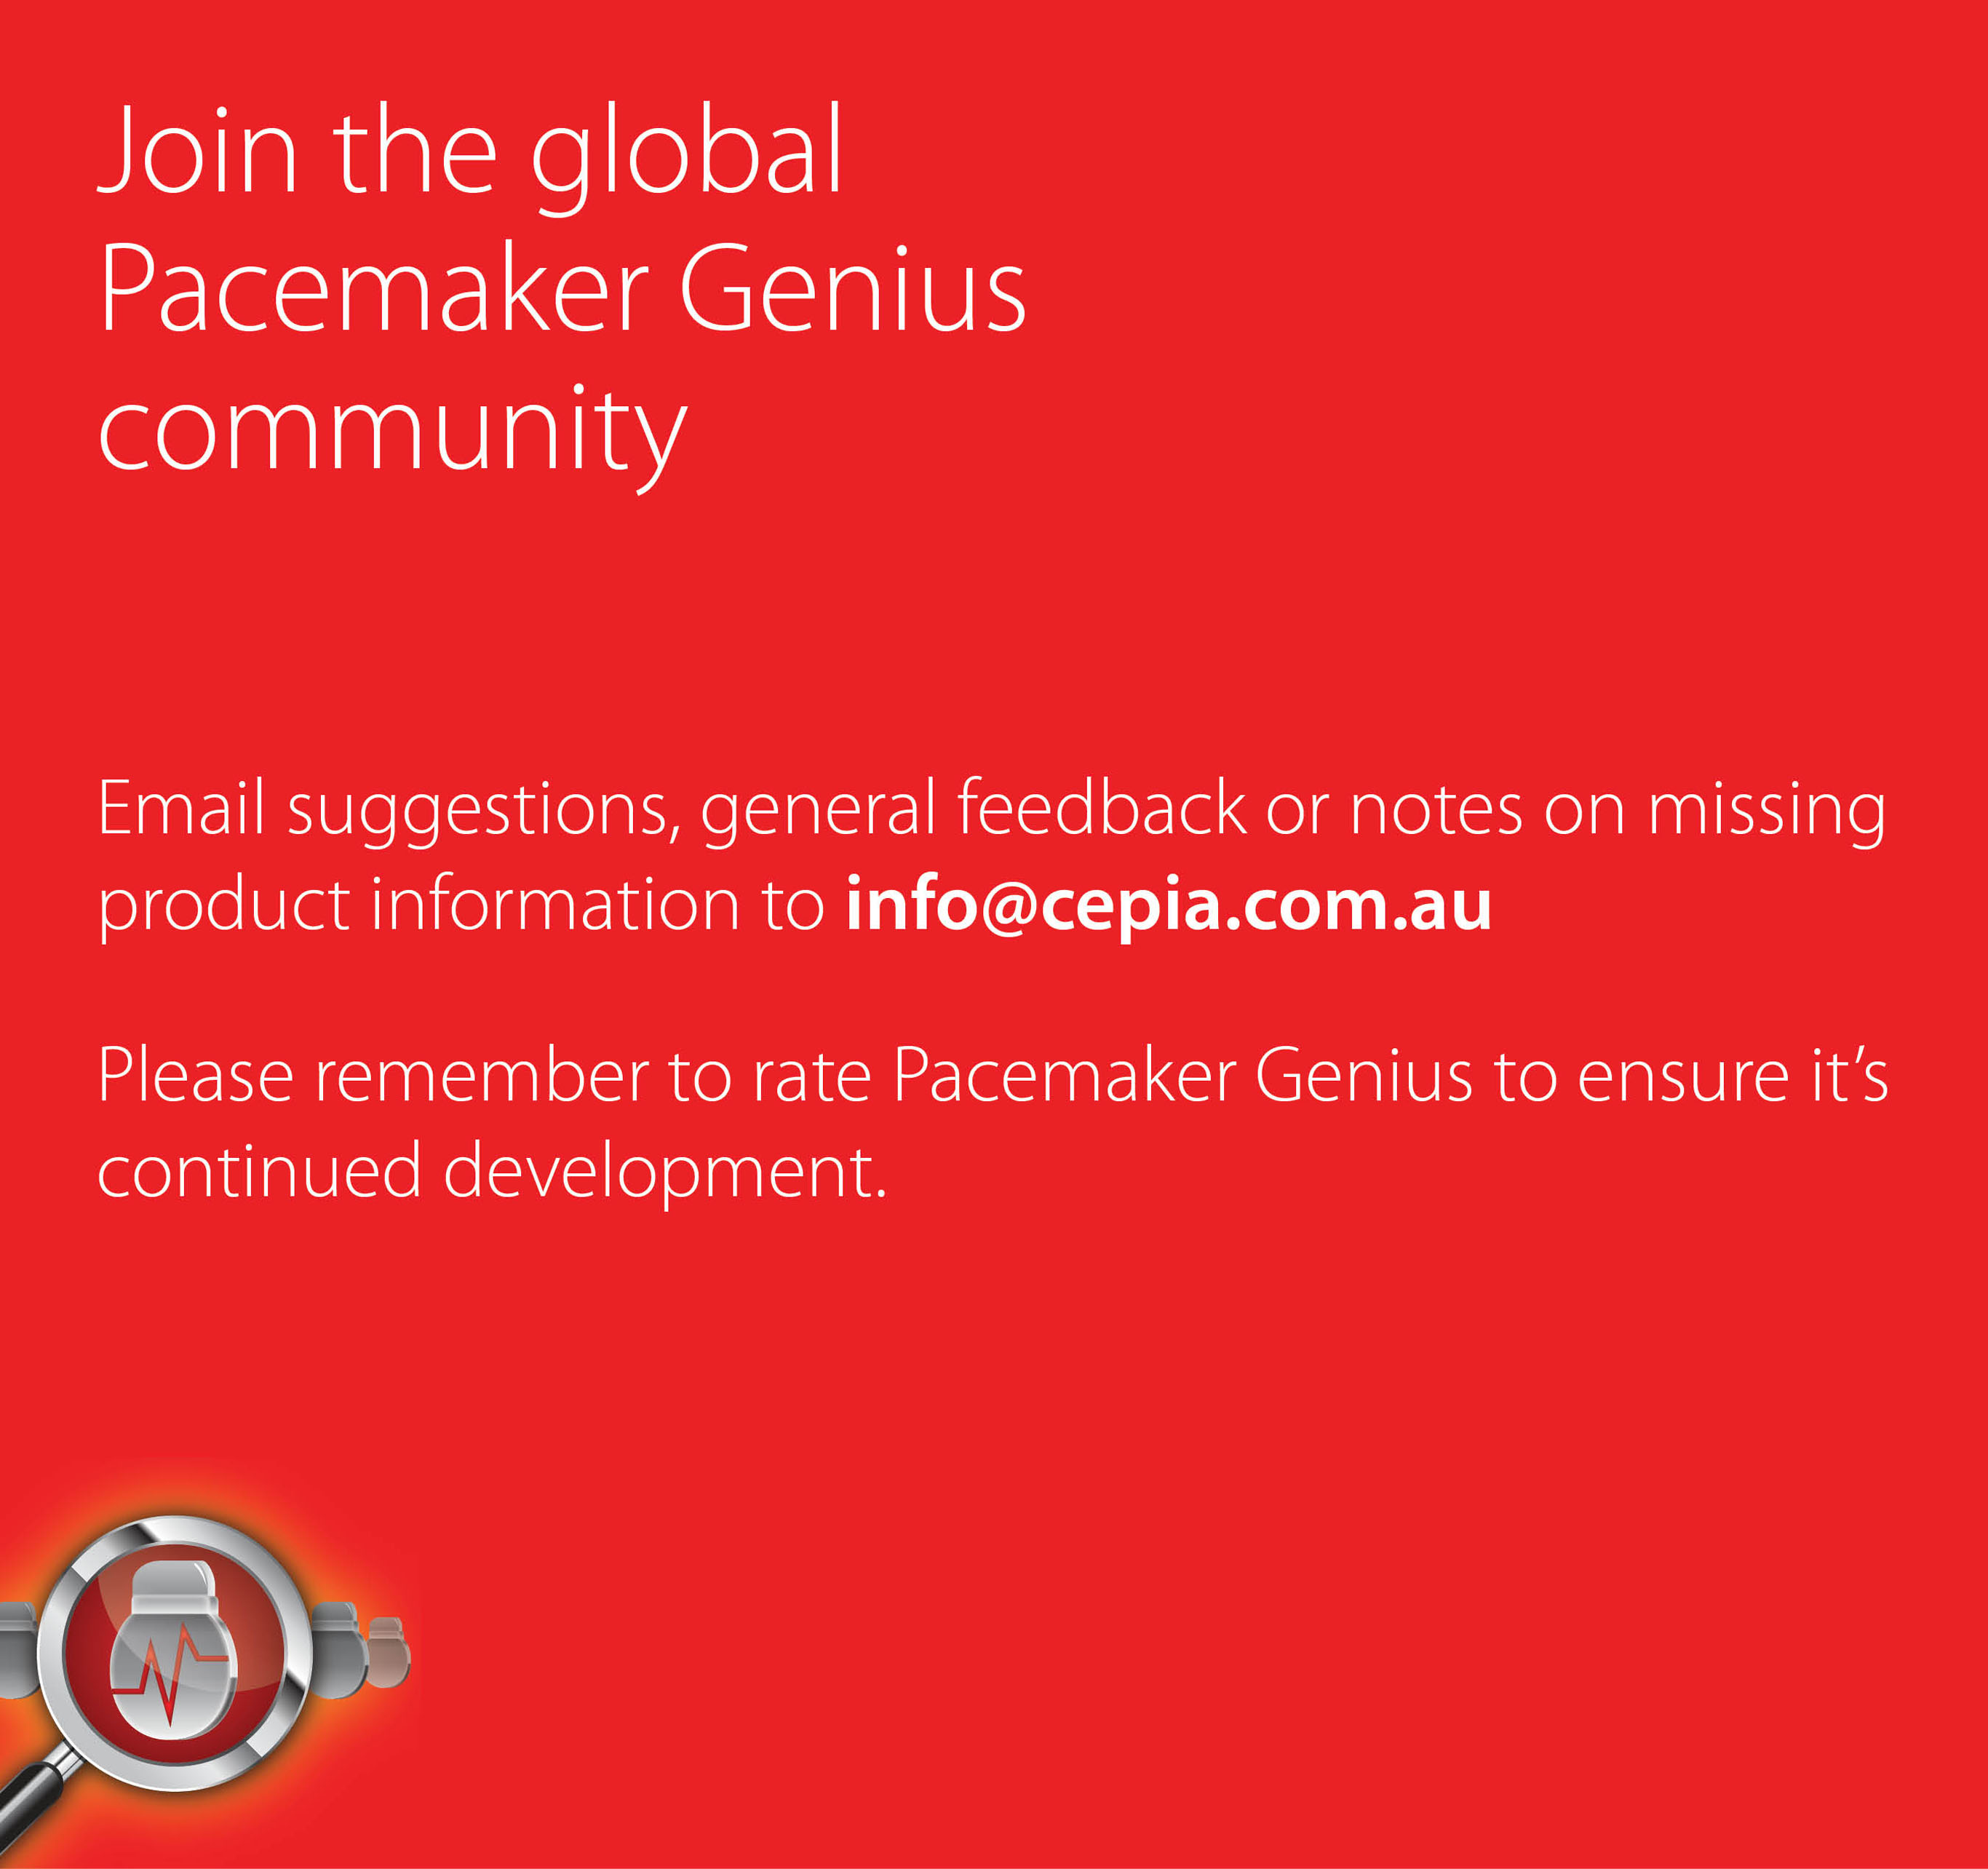 Join the global
Pacemaker Genius
community
Email suggestions, general feedback or notes on missing
product information to info@cepia.com.au
Please remember to rate Pacemaker Genius to ensure it’s
continued development.